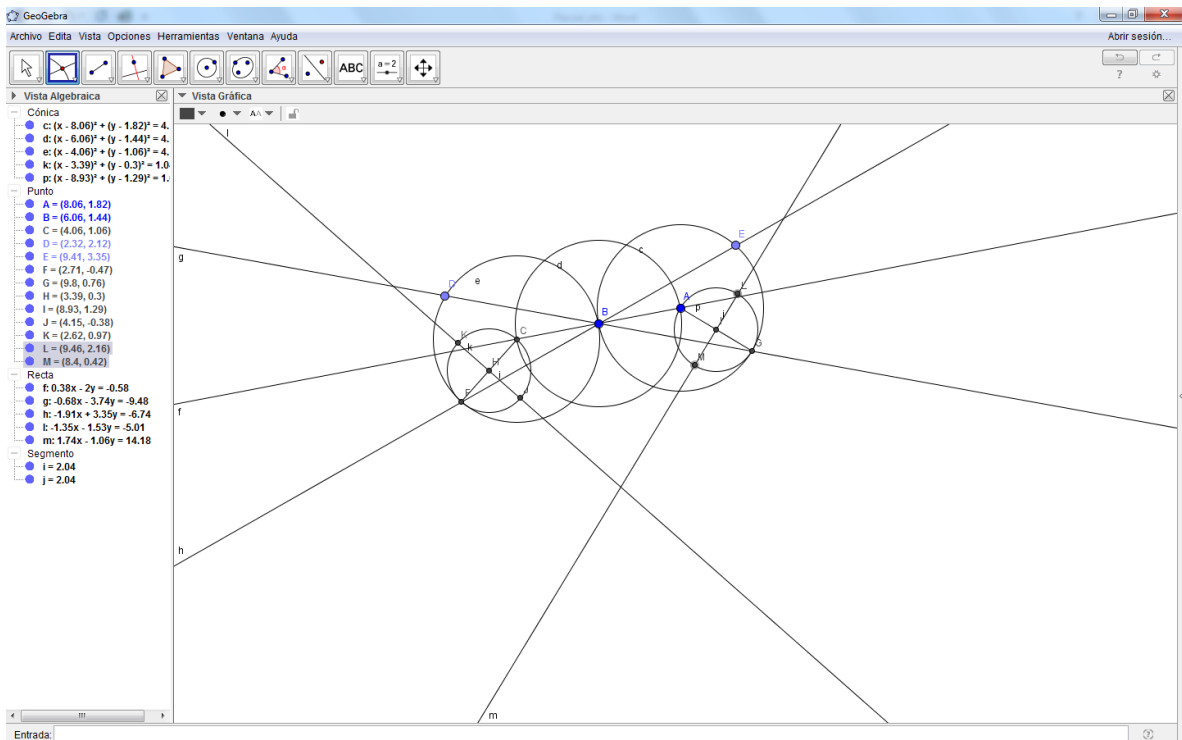 GeoGebra
Archivo Edita Vista Opciones Herramientas Ventana Ayuda
Abrir sesión...
ABC
a = 2
Vista Algebraica
Vista Gráfica
Cónica
c: (x - 8.06)² + (y - 1.82)² = 4.
d: (x - 6.06)² + (y - 1.44)² = 4.
e: (x - 4.06)² + (y - 1.06)² = 4.
k: (x - 3.39)² + (y - 0.3)² = 1.0
p: (x - 8.93)² + (y - 1.29)² = 1.
Punto
A = (8.06, 1.82)
B = (6.06, 1.44)
C = (4.06, 1.06)
D = (2.32, 2.12)
E = (9.41, 3.35)
F = (2.71, -0.47)
G = (9.8, 0.76)
H = (3.39, 0.3)
I = (8.93, 1.29)
J = (4.15, -0.38)
K = (2.62, 0.97)
L = (9.46, 2.16)
M = (8.4, 0.42)
Recta
f: 0.38x - 2y = -0.58
g: -0.68x - 3.74y = -9.48
h: -1.91x + 3.35y = -6.74
l: -1.35x - 1.53y = -5.01
m: 1.74x - 1.06y = 14.18
Segmento
i = 2.04
j = 2.04
l
E
c
g
d
e
D
L
A
p
B
j
K
C
k
G
M
H
i
F
J
f
h
m
Entrada: